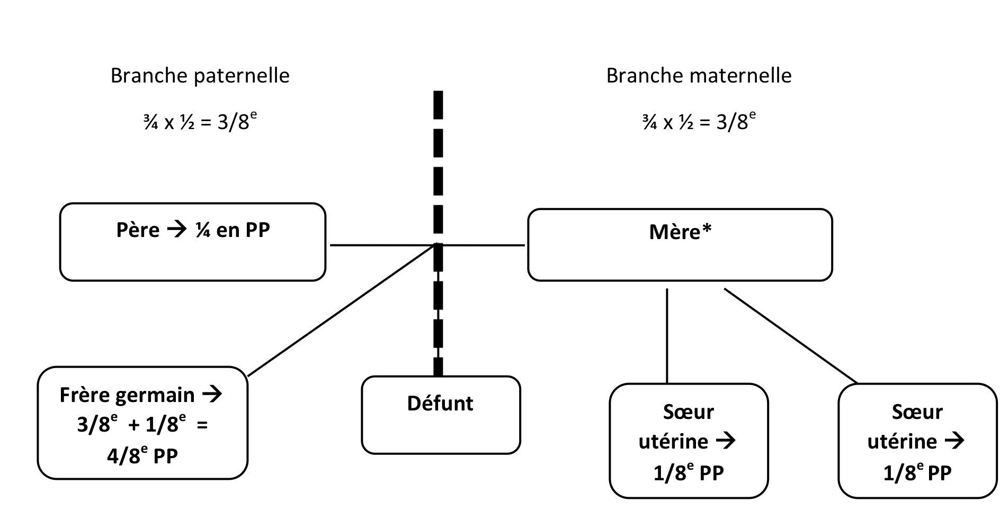 Branche paternelle
Branche maternelle
¾ x ½ = 3/8e
¾ x ½ = 3/8e
Père → ¼ en PP
Mère*
Frère germain →
3/8e + 1/8e =
4/8e PP
Défunt
Sœur
utérine →
1/8e PP
Sœur
utérine →
1/8e PP